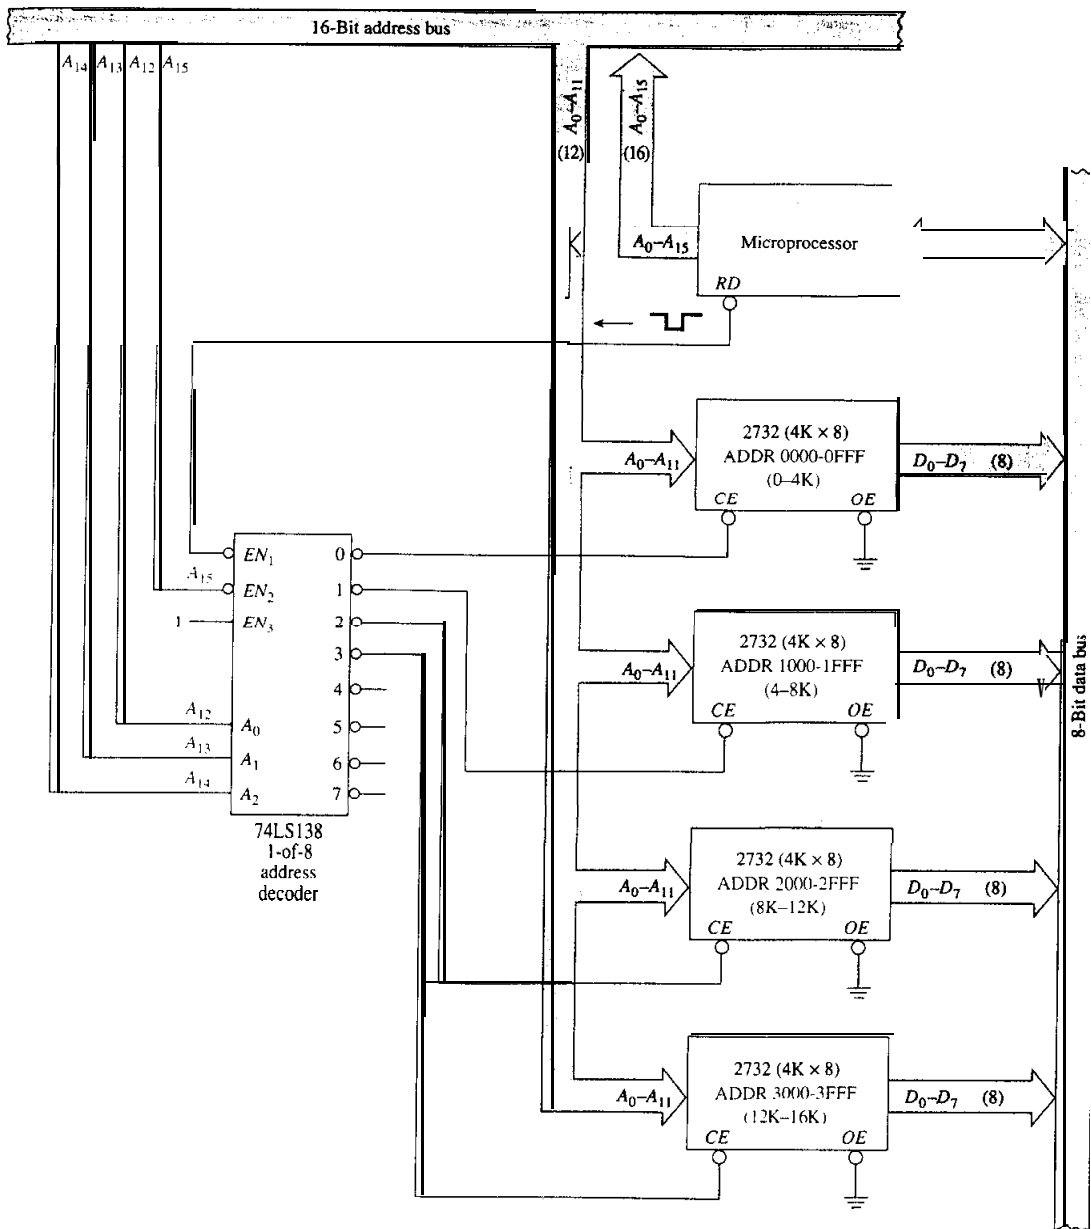 16-Bit address bus
A14 A13 A12 A15
A0–A11
(12)
A0–A15
(16)
A0–A15
Microprocessor
RD
2732 (4K × 8)
ADDR 0000-0FFF
(0–4K)
A0–A11
D0–D7 (8)
CE OE
EN1 0
A15
EN2 1
1 EN3 2
3
4
A12 A0 5
A13 A1 6
A14 A2 7
74LS138
1-of-8
address
decoder
2732 (4K × 8)
ADDR 1000-1FFF
(4–8K)
A0–A11
D0–D7 (8)
CE OE
8-Bit data bus
2732 (4K × 8)
ADDR 2000-2FFF
(8K–12K)
A0–A11
D0–D7 (8)
CE OE
2732 (4K × 8)
ADDR 3000-3FFF
(12K–16K)
A0–A11
D0–D7 (8)
CE OE